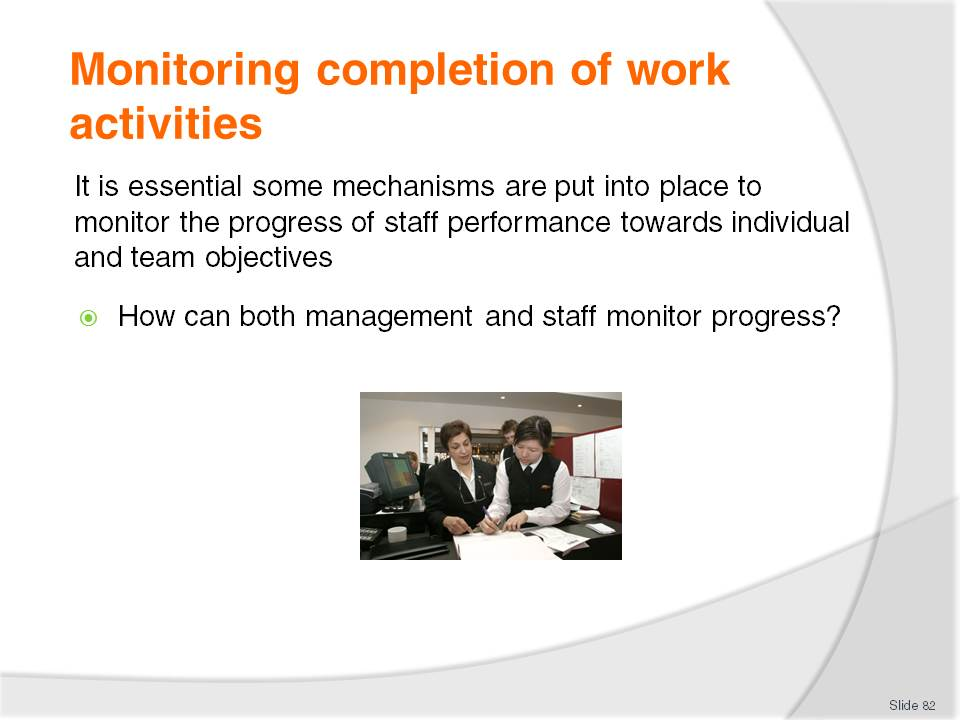 Monitoring completion of work
activities
It is essential some mechanisms are put into place to
monitor the progress of staff performance towards individual
and team objectives
How can both management and staff monitor progress?
Slide 82